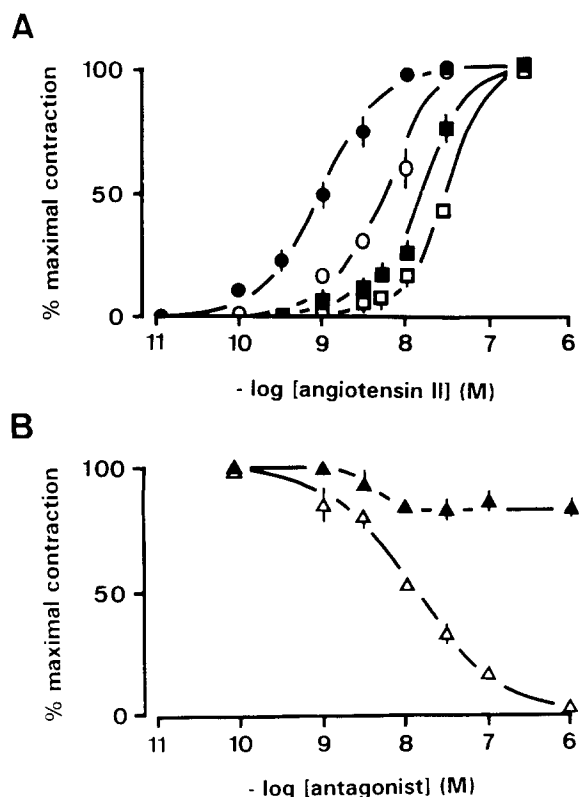 A
% maximal contraction
100
50
0
11 10 9 8 7 6
- log [angiotensin II] (M)
B
% maximal contraction
100
50
0
11 10 9 8 7 6
- log [antagonist] (M)